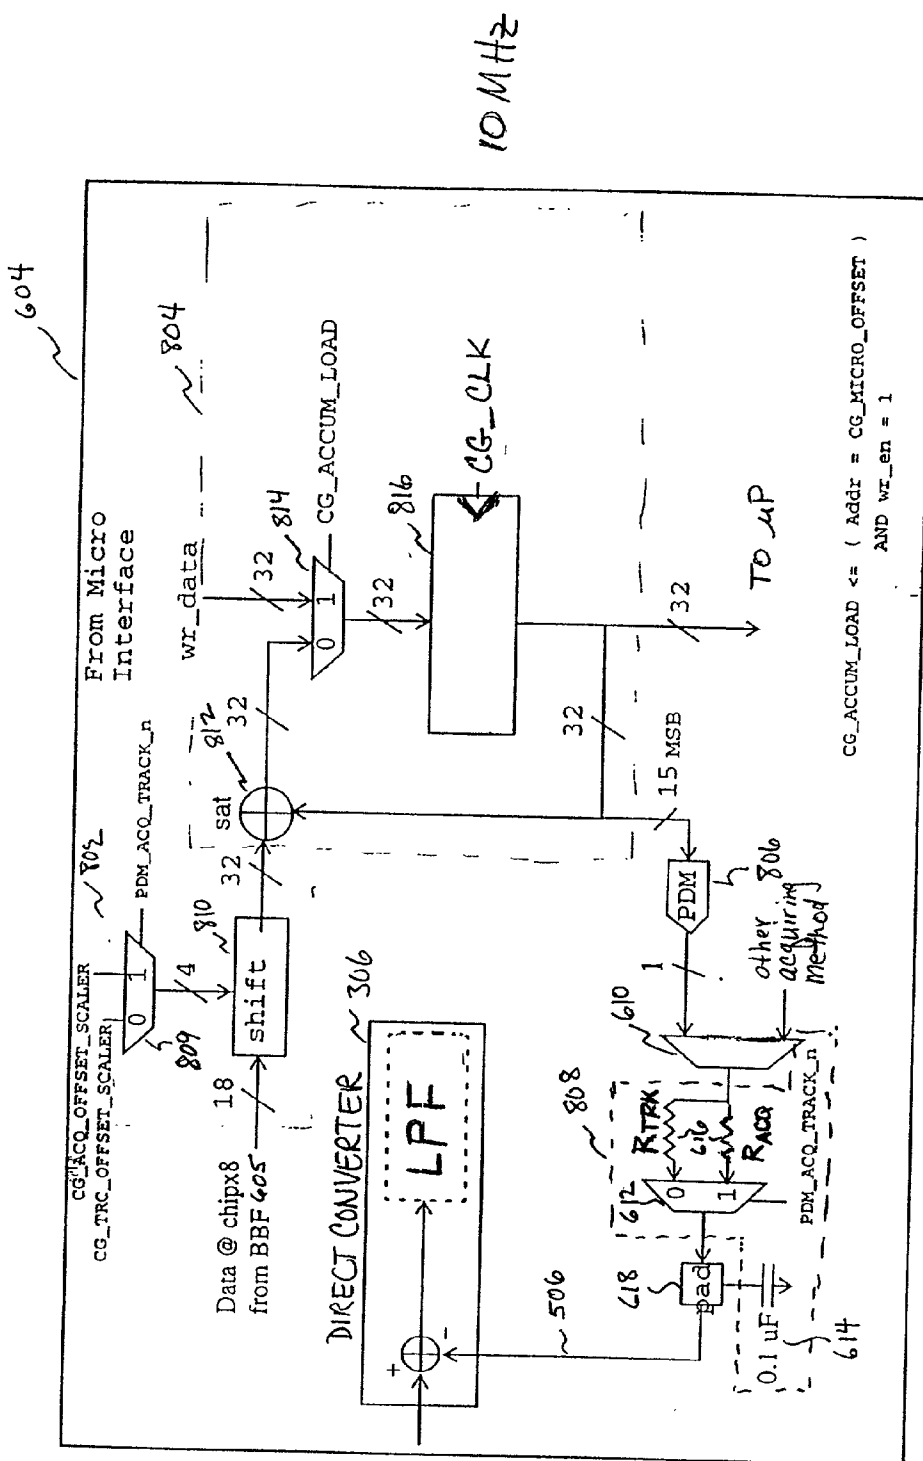 604
10 MHz
From Micro
Interface
804
wr_data
32
814
0 1
CG_ACCUM_LOAD
32
816
CG_CLK
32
812
sat
32
32
32
TO uP
15 MSB
CG_ACCUM_LOAD <= ( Addr = CG_MICRO_OFFSET )
AND wr_en = 1
CG_ACQ_OFFSET_SCALER
CG_TRC_OFFSET_SCALER
802
0 1
PDM_ACQ_TRACK_n
809
4
810
shift
18
Data @ chipx8
from BBF 605
DIRECT CONVERTER
306
LPF
+
-
506
PDM
806
1
other
acquiring
method
610
808
RTRK
616
RACQ
612
0
1
PDM_ACQ_TRACK_n
618
pad
0.1 uF
614